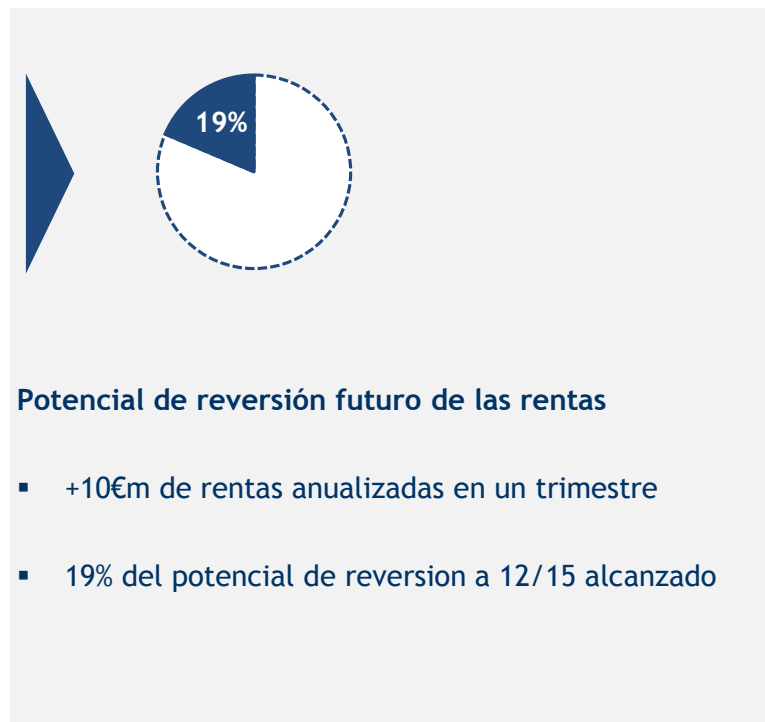 19%
Potencial de reversión futuro de las rentas
▪ +10€m de rentas anualizadas en un trimestre
▪ 19% del potencial de reversion a 12/15 alcanzado